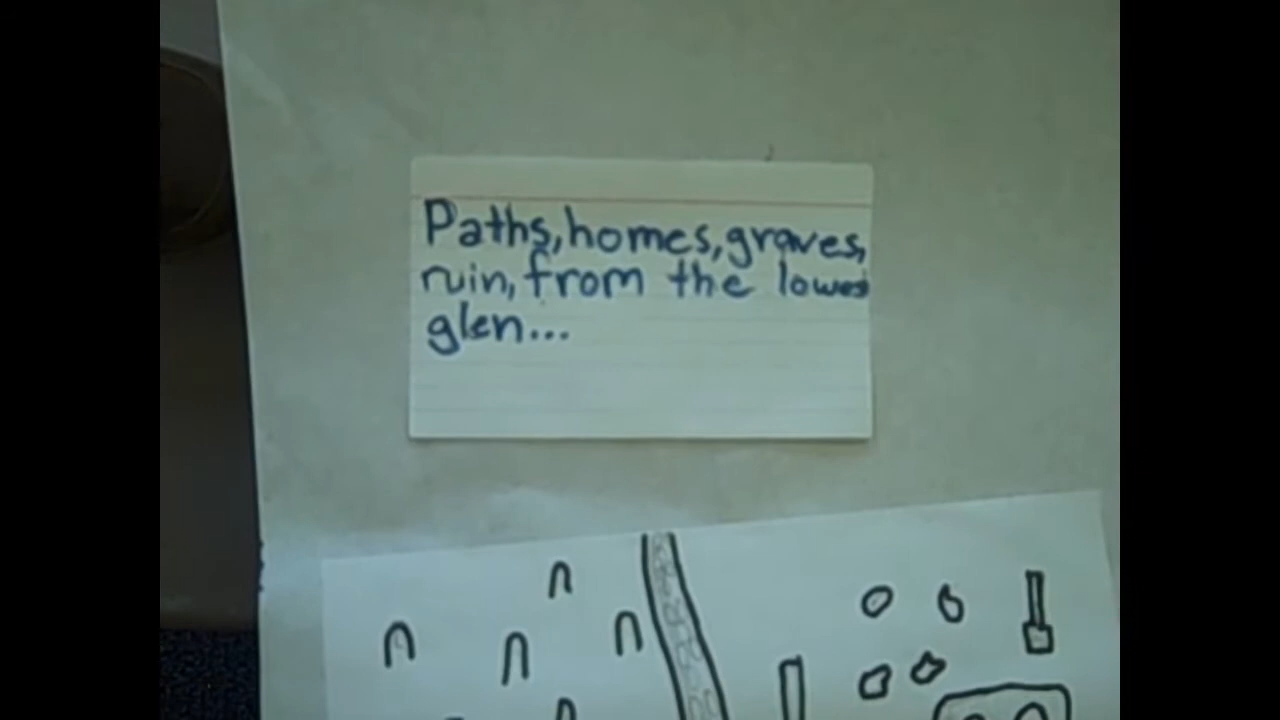 Paths, homes, graves,
ruin, from the lowest
glen...